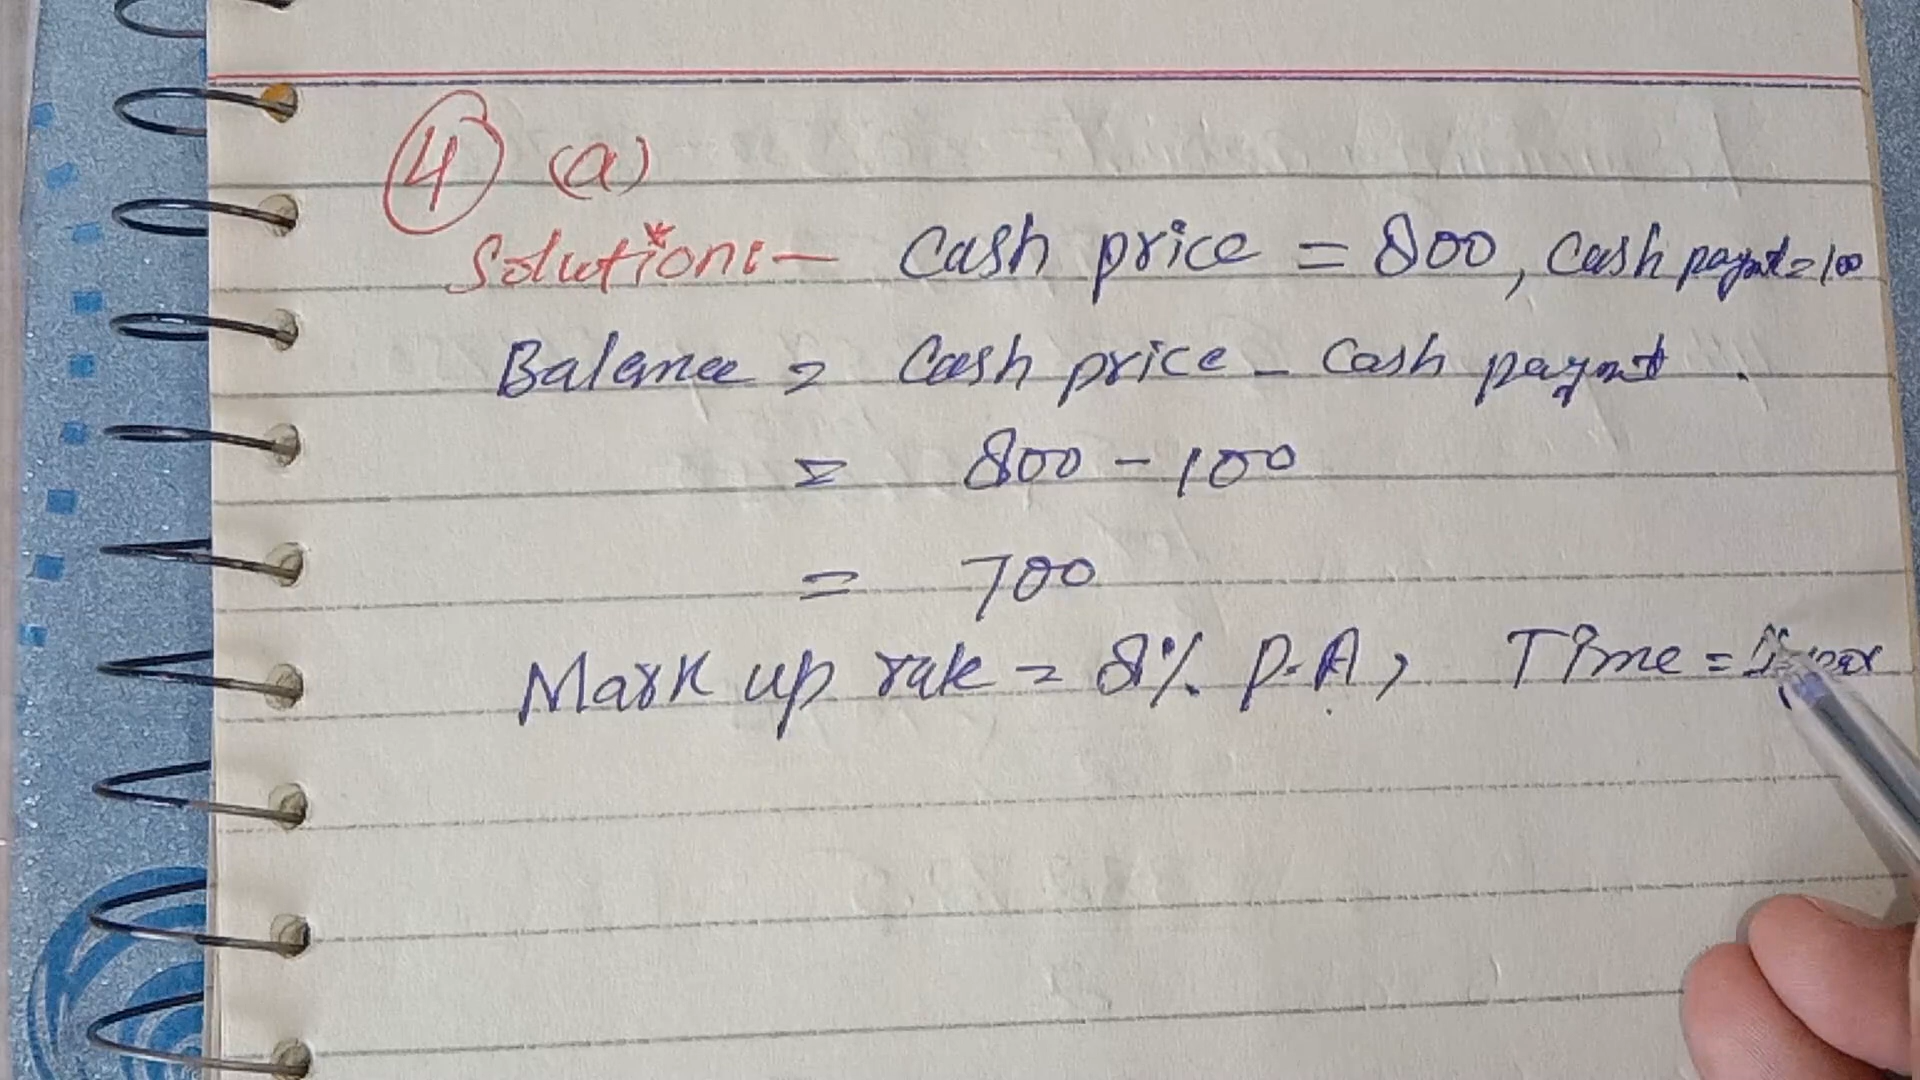 4 (a)
Solution:- Cash price = 800, Cash paymt = 100
Balance = Cash price - Cash paymt.
= 800 - 100
= 700
Mark up rate = 8% P.A, Time =